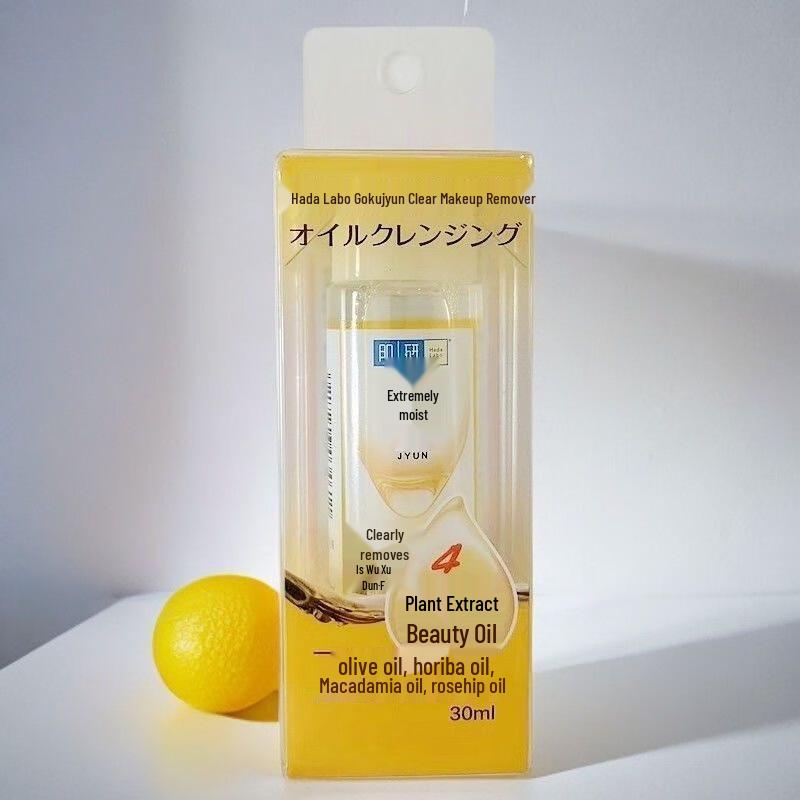 Hada Labo Gokujyun Clear Makeup Remover
オイルクレンジング
肌研
Hada
Labo
Extremely
moist
JYUN
Clearly
removes
Is Wu Xu
Dun-F
4
Plant Extract
Beauty Oil
olive oil, horiba oil,
Macadamia oil, rosehip oil
30ml